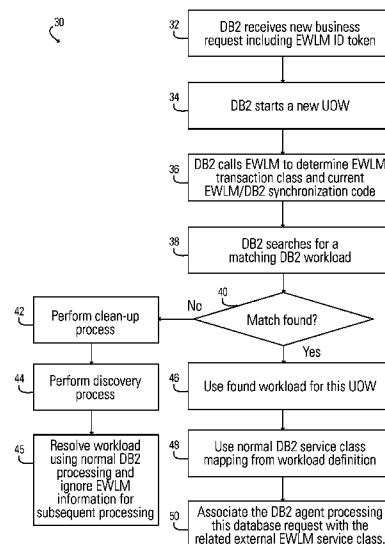 30
32
DB2 receives new business
request including EWLM ID token
34
DB2 starts a new UOW
36
DB2 calls EWLM to determine EWLM
transaction class and current
EWLM/DB2 synchronization code
38
DB2 searches for a
matching DB2 workload
40
Match found?
No
Yes
42
Perform clean-up
process
44
Perform discovery
process
45
Resolve workload
using normal DB2
processing and ignore EWLM
information for
subsequent processing
46
Use found workload for this UOW
48
Use normal DB2 service class
mapping from workload definition
50
Associate the DB2 agent processing
this database request with the
related external EWLM service class.